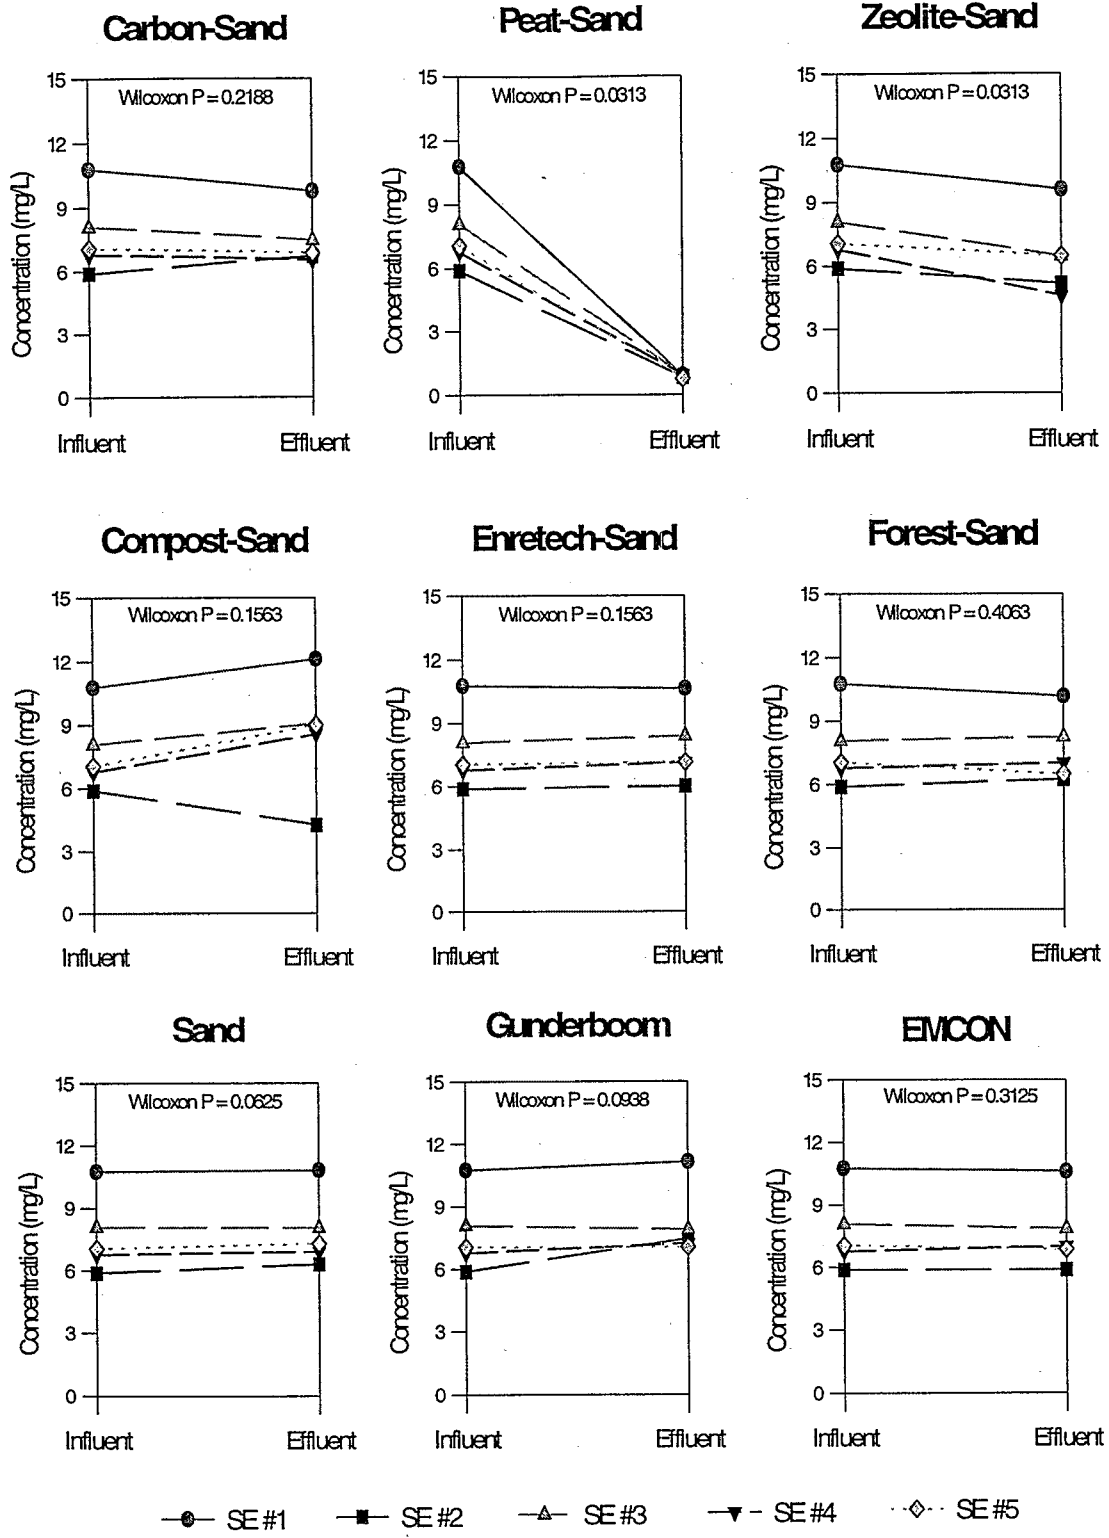 Carbon-Sand Peat-Sand Zeolite-Sand
Wilcoxon P = 0.2188 Wilcoxon P = 0.0313 Wilcoxon P = 0.0313
15 15 15
12 12 12
9 9 9
6 6 6
3 3 3
0 0 0
Concentration (mg/L) Concentration (mg/L) Concentration (mg/L)
Influent Effluent Influent Effluent Influent Effluent
Compost-Sand Enretech-Sand Forest-Sand
Wilcoxon P = 0.1563 Wilcoxon P = 0.1563 Wilcoxon P = 0.4063
15 15 15
12 12 12
9 9 9
6 6 6
3 3 3
0 0 0
Concentration (mg/L) Concentration (mg/L) Concentration (mg/L)
Influent Effluent Influent Effluent Influent Effluent
Sand Gunderboom EMCON
Wilcoxon P = 0.0625 Wilcoxon P = 0.0938 Wilcoxon P = 0.3125
15 15 15
12 12 12
9 9 9
6 6 6
3 3 3
0 0 0
Concentration (mg/L) Concentration (mg/L) Concentration (mg/L)
Influent Effluent Influent Effluent Influent Effluent
SE #1 SE #2 SE #3 SE #4 SE #5